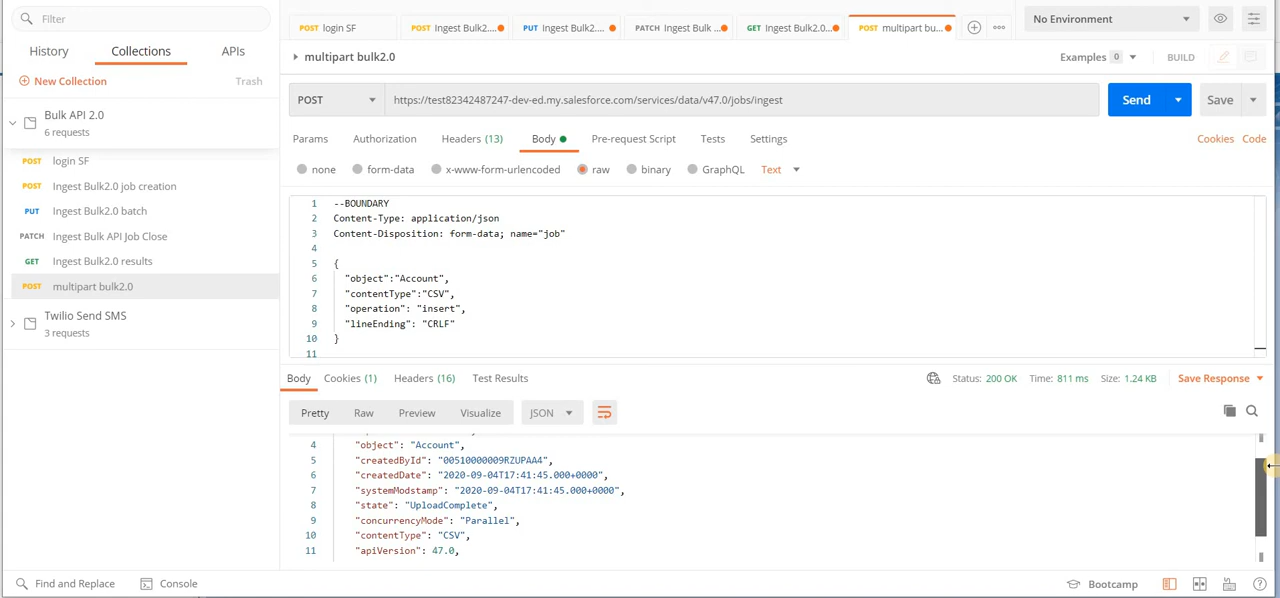 Filter
History Collections APIs
New Collection Trash
Bulk API 2.0
6 requests
POST login SF
POST Ingest Bulk2.0 job creation
PUT Ingest Bulk2.0 batch
PATCH Ingest Bulk API Job Close
GET Ingest Bulk2.0 results
POST multipart bulk2.0
Twilio Send SMS
3 requests
POST login SF POST Ingest Bulk2.... PUT Ingest Bulk2.... PATCH Ingest Bulk ... GET Ingest Bulk2.0... POST multipart bu...
No Environment
multipart bulk2.0
Examples 0 BUILD
POST https://test82342487247-dev-ed.my.salesforce.com/services/data/v47.0/jobs/ingest Send Save
Params Authorization Headers (13) Body Pre-request Script Tests Settings Cookies Code
none form-data x-www-form-urlencoded raw binary GraphQL Text
1 --BOUNDARY
2 Content-Type: application/json
3 Content-Disposition: form-data; name="job"
4
5 {
6 "object":"Account",
7 "contentType":"CSV",
8 "operation": "insert",
9 "lineEnding": "CRLF"
10 }
11
Body Cookies (1) Headers (16) Test Results Status: 200 OK Time: 811 ms Size: 1.24 KB Save Response
Pretty Raw Preview Visualize JSON
4 "object": "Account",
5 "createdById": "00510000009RZUPAA4",
6 "createdDate": "2020-09-04T17:41:45.000+0000",
7 "systemModstamp": "2020-09-04T17:41:45.000+0000",
8 "state": "UploadComplete",
9 "concurrencyMode": "Parallel",
10 "contentType": "CSV",
11 "apiVersion": 47.0,
Find and Replace Console Bootcamp